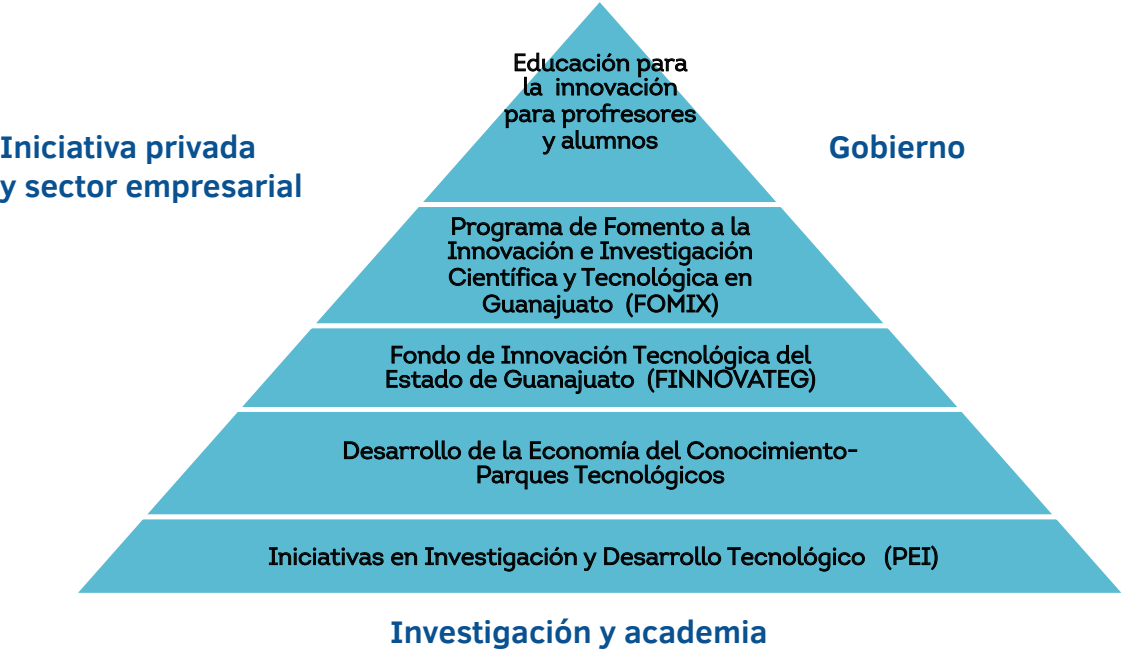 Educación para
la innovación
para profresores
y alumnos
Iniciativa privada
y sector empresarial
Gobierno
Programa de Fomento a la
Innovación e Investigación
Científica y Tecnológica en
Guanajuato (FOMIX)
Fondo de Innovación Tecnológica del
Estado de Guanajuato (FINNOVATEG)
Desarrollo de la Economía del Conocimiento-
Parques Tecnológicos
Iniciativas en Investigación y Desarrollo Tecnológico (PEI)
Investigación y academia